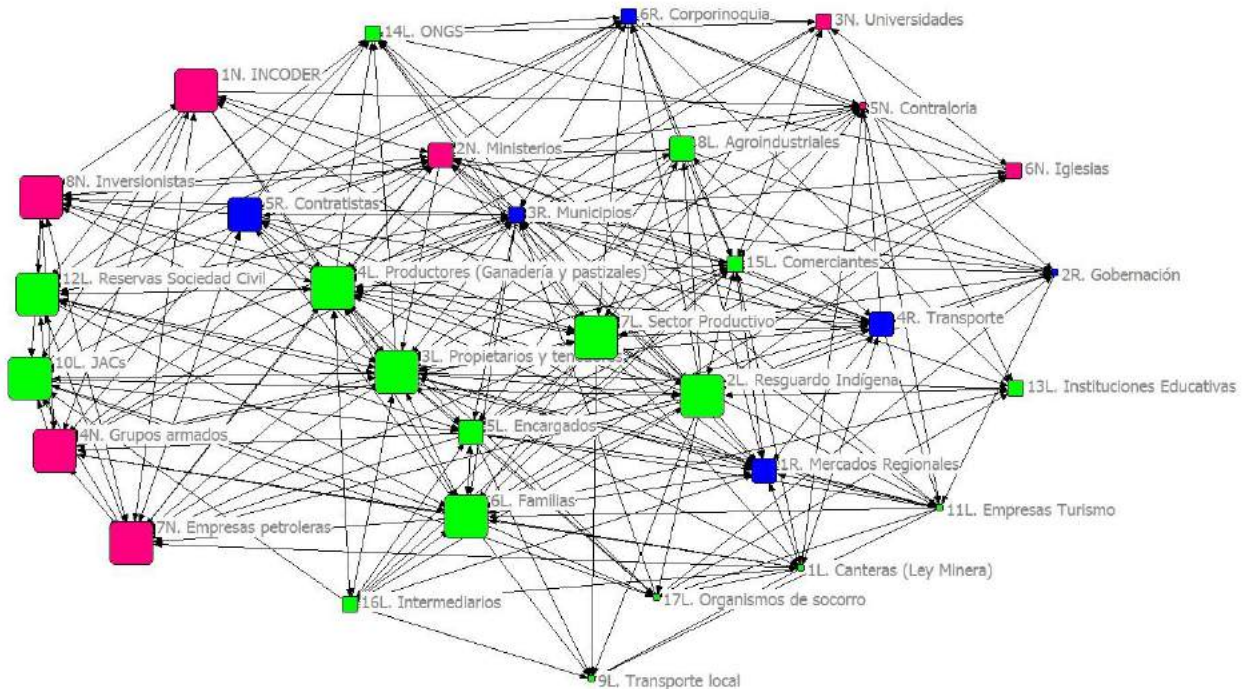 6R. Corporinoquia
3N. Universidades
14L. ONGS
1N. INCODER
5N. Contraloria
2N. Ministerios
8L. Agroindustriales
6N. Iglesias
8N. Inversionistas
5R. Contratistas
3R. Municipios
15L. Comerciantes
4L. Productores (Ganadería y pastizales)
12L. Reservas Sociedad Civil
2R. Gobernación
7L. Sector Productivo
4R. Transporte
3L. Propietarios y tenedores
10L. JACs
2L. Resguardo Indígena
13L. Instituciones Educativas
4N. Grupos armados
5L. Encargados
1R. Mercados Regionales
6L. Familias
11L. Empresas Turismo
7N. Empresas petroleras
1L. Canteras (Ley Minera)
17L. Organismos de socorro
16L. Intermediarios
9L. Transporte local